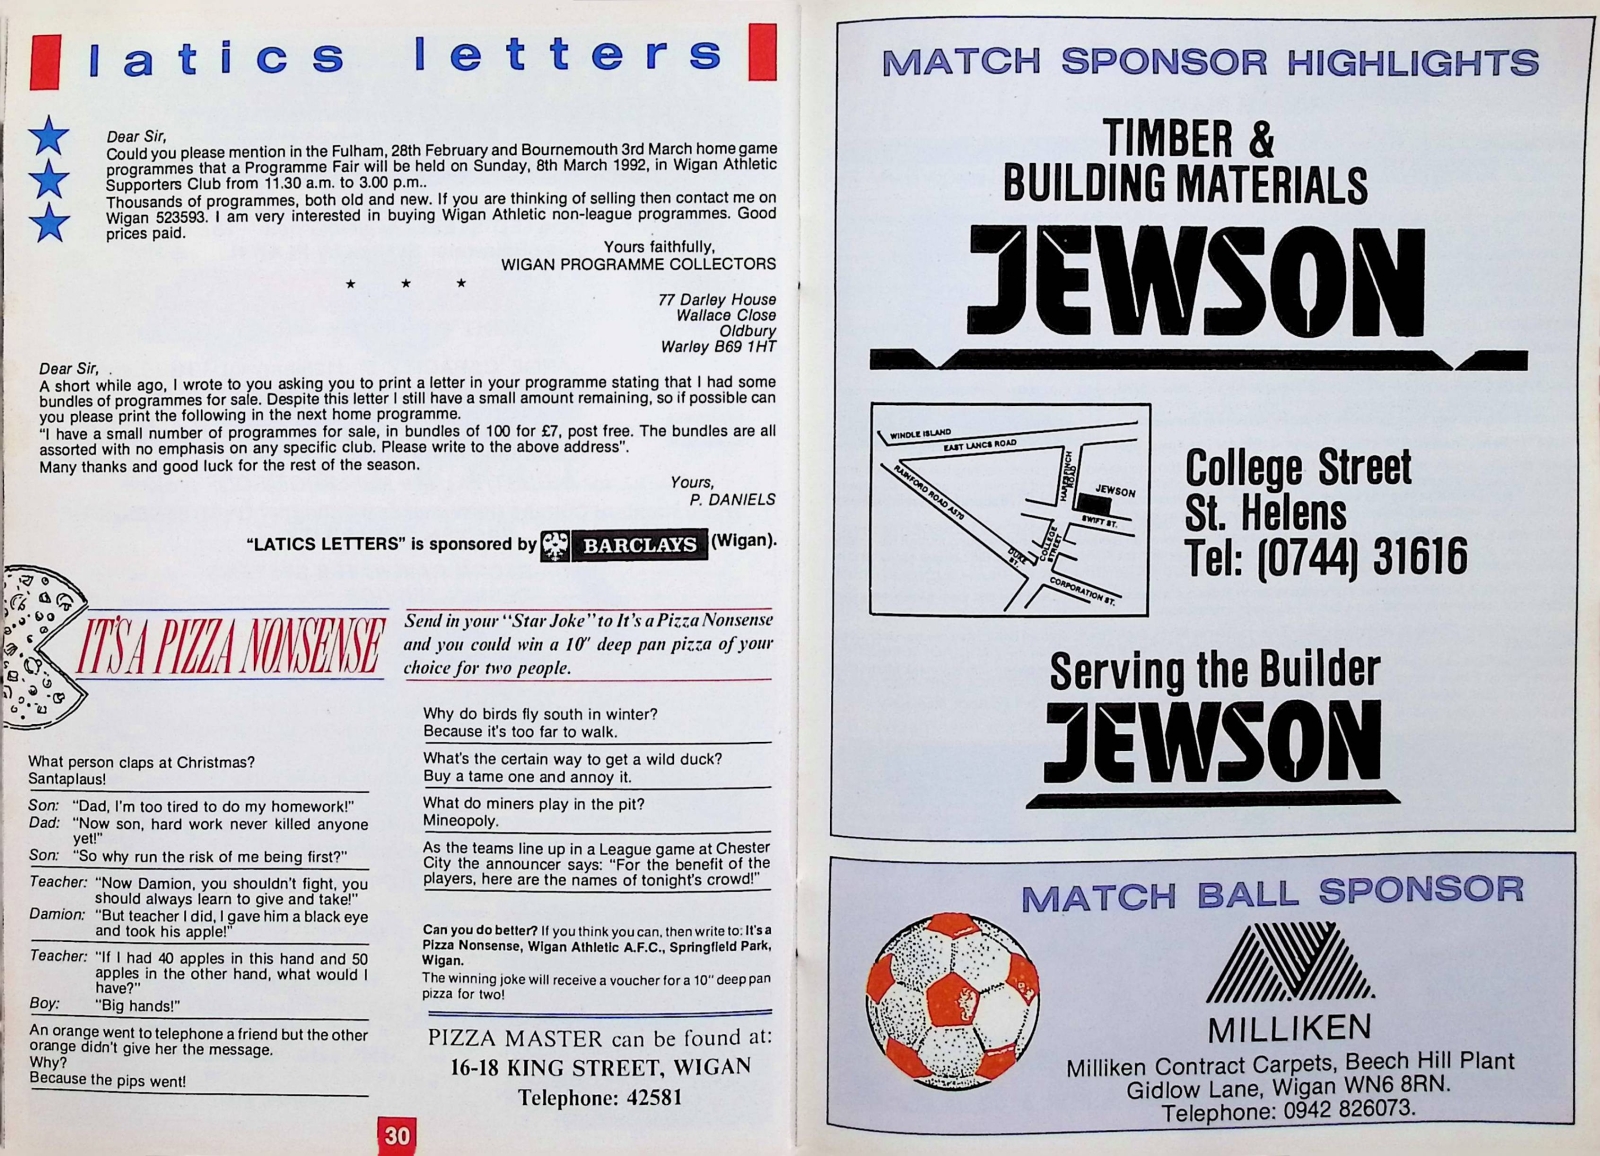 latics letters
Dear Sir,
Could you please mention in the Fulham, 28th February and Bournemouth 3rd March home game
programmes that a Programme Fair will be held on Sunday, 8th March 1992, in Wigan Athletic
Supporters Club from 11.30 a.m. to 3.00 p.m..
Thousands of programmes, both old and new. If you are thinking of selling then contact me on
Wigan 523593. I am very interested in buying Wigan Athletic non-league programmes. Good
prices paid.
Yours faithfully,
WIGAN PROGRAMME COLLECTORS
77 Darley House
Wallace Close
Oldbury
Warley B69 1HT
Dear Sir,
A short while ago, I wrote to you asking you to print a letter in your programme stating that I had some
bundles of programmes for sale. Despite this letter I still have a small amount remaining, so if possible can
you please print the following in the next home programme.
"I have a small number of programmes for sale, in bundles of 100 for £7, post free. The bundles are all
assorted with no emphasis on any specific club. Please write to the above address".
Many thanks and good luck for the rest of the season.
Yours,
P. DANIELS
"LATICS LETTERS" is sponsored by BARCLAYS (Wigan).
IT'S A PIZZA NONSENSE
Send in your "Star Joke" to It's a Pizza Nonsense
and you could win a 10" deep pan pizza of your
choice for two people.
What person claps at Christmas?
Santaplaus!
Son: "Dad, I'm too tired to do my homework!"
Dad: "Now son, hard work never killed anyone
yet!"
Son: "So why run the risk of me being first?"
Teacher: "Now Damion, you shouldn't fight, you
should always learn to give and take!"
Damion: "But teacher I did, I gave him a black eye
and took his apple!"
Teacher: "If I had 40 apples in this hand and 50
apples in the other hand, what would I
have?"
Boy: "Big hands!"
An orange went to telephone a friend but the other
orange didn't give her the message.
Why?
Because the pips went!
Why do birds fly south in winter?
Because it's too far to walk.
What's the certain way to get a wild duck?
Buy a tame one and annoy it.
What do miners play in the pit?
Mineopoly.
As the teams line up in a League game at Chester
City the announcer says: "For the benefit of the
players, here are the names of tonight's crowd!"
Can you do better? If you think you can, then write to: It's a
Pizza Nonsense, Wigan Athletic A.F.C., Springfield Park,
Wigan.
The winning joke will receive a voucher for a 10" deep pan
pizza for two!
PIZZA MASTER can be found at:
16-18 KING STREET, WIGAN
Telephone: 42581
30
MATCH SPONSOR HIGHLIGHTS
TIMBER &
BUILDING MATERIALS
JEWSON
WINDLE ISLAND
EAST LANCS ROAD
RAINFORD ROAD A570
HARESFINCH
ROAD
JEWSON
SWIFT ST.
COLLEGE
STREET
DUKE
ST.
CORPORATION ST.
College Street
St. Helens
Tel: (0744) 31616
Serving the Builder
JEWSON
MATCH BALL SPONSOR
MILLIKEN
Milliken Contract Carpets, Beech Hill Plant
Gidlow Lane, Wigan WN6 8RN.
Telephone: 0942 826073.